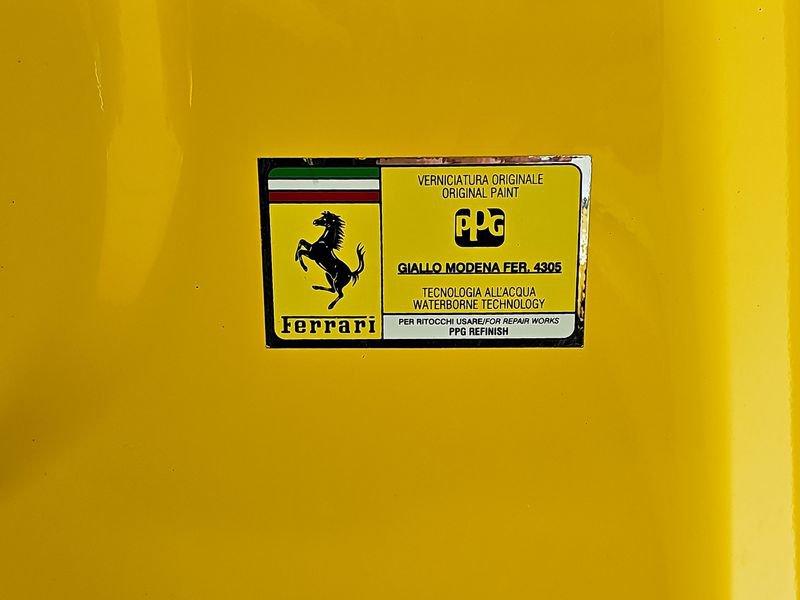 VERNICIATURA ORIGINALE
ORIGINAL PAINT
PPG
GIALLO MODENA FER. 4305
TECNOLOGIA ALL'ACQUA
WATERBORNE TECHNOLOGY
Ferrari
PER RITOCCHI USARE/FOR REPAIR WORKS
PPG REFINISH